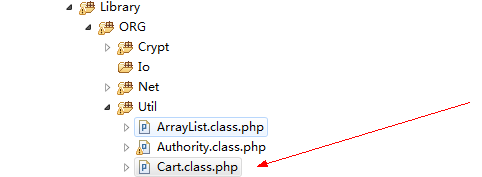 Library
ORG
Crypt
Io
Net
Util
ArrayList.class.php
Authority.class.php
Cart.class.php